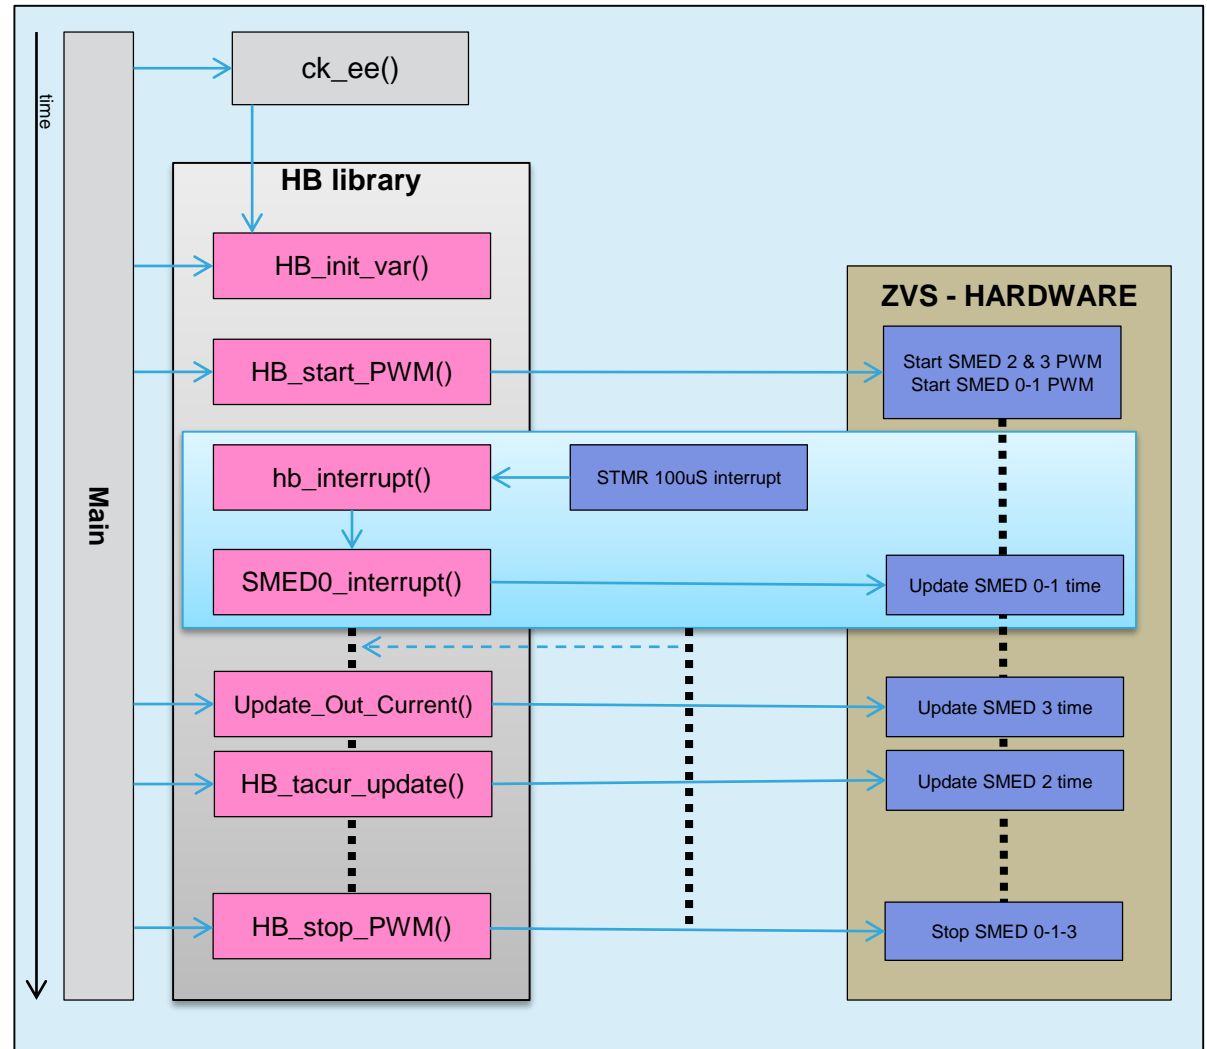 time
Main
ck_ee()
HB library
HB_init_var()
ZVS - HARDWARE
HB_start_PWM()
Start SMED 2 & 3 PWM
Start SMED 0-1 PWM
hb_interrupt()
STMR 100uS interrupt
SMED0_interrupt()
Update SMED 0-1 time
Update_Out_Current()
Update SMED 3 time
HB_tacur_update()
Update SMED 2 time
HB_stop_PWM()
Stop SMED 0-1-3